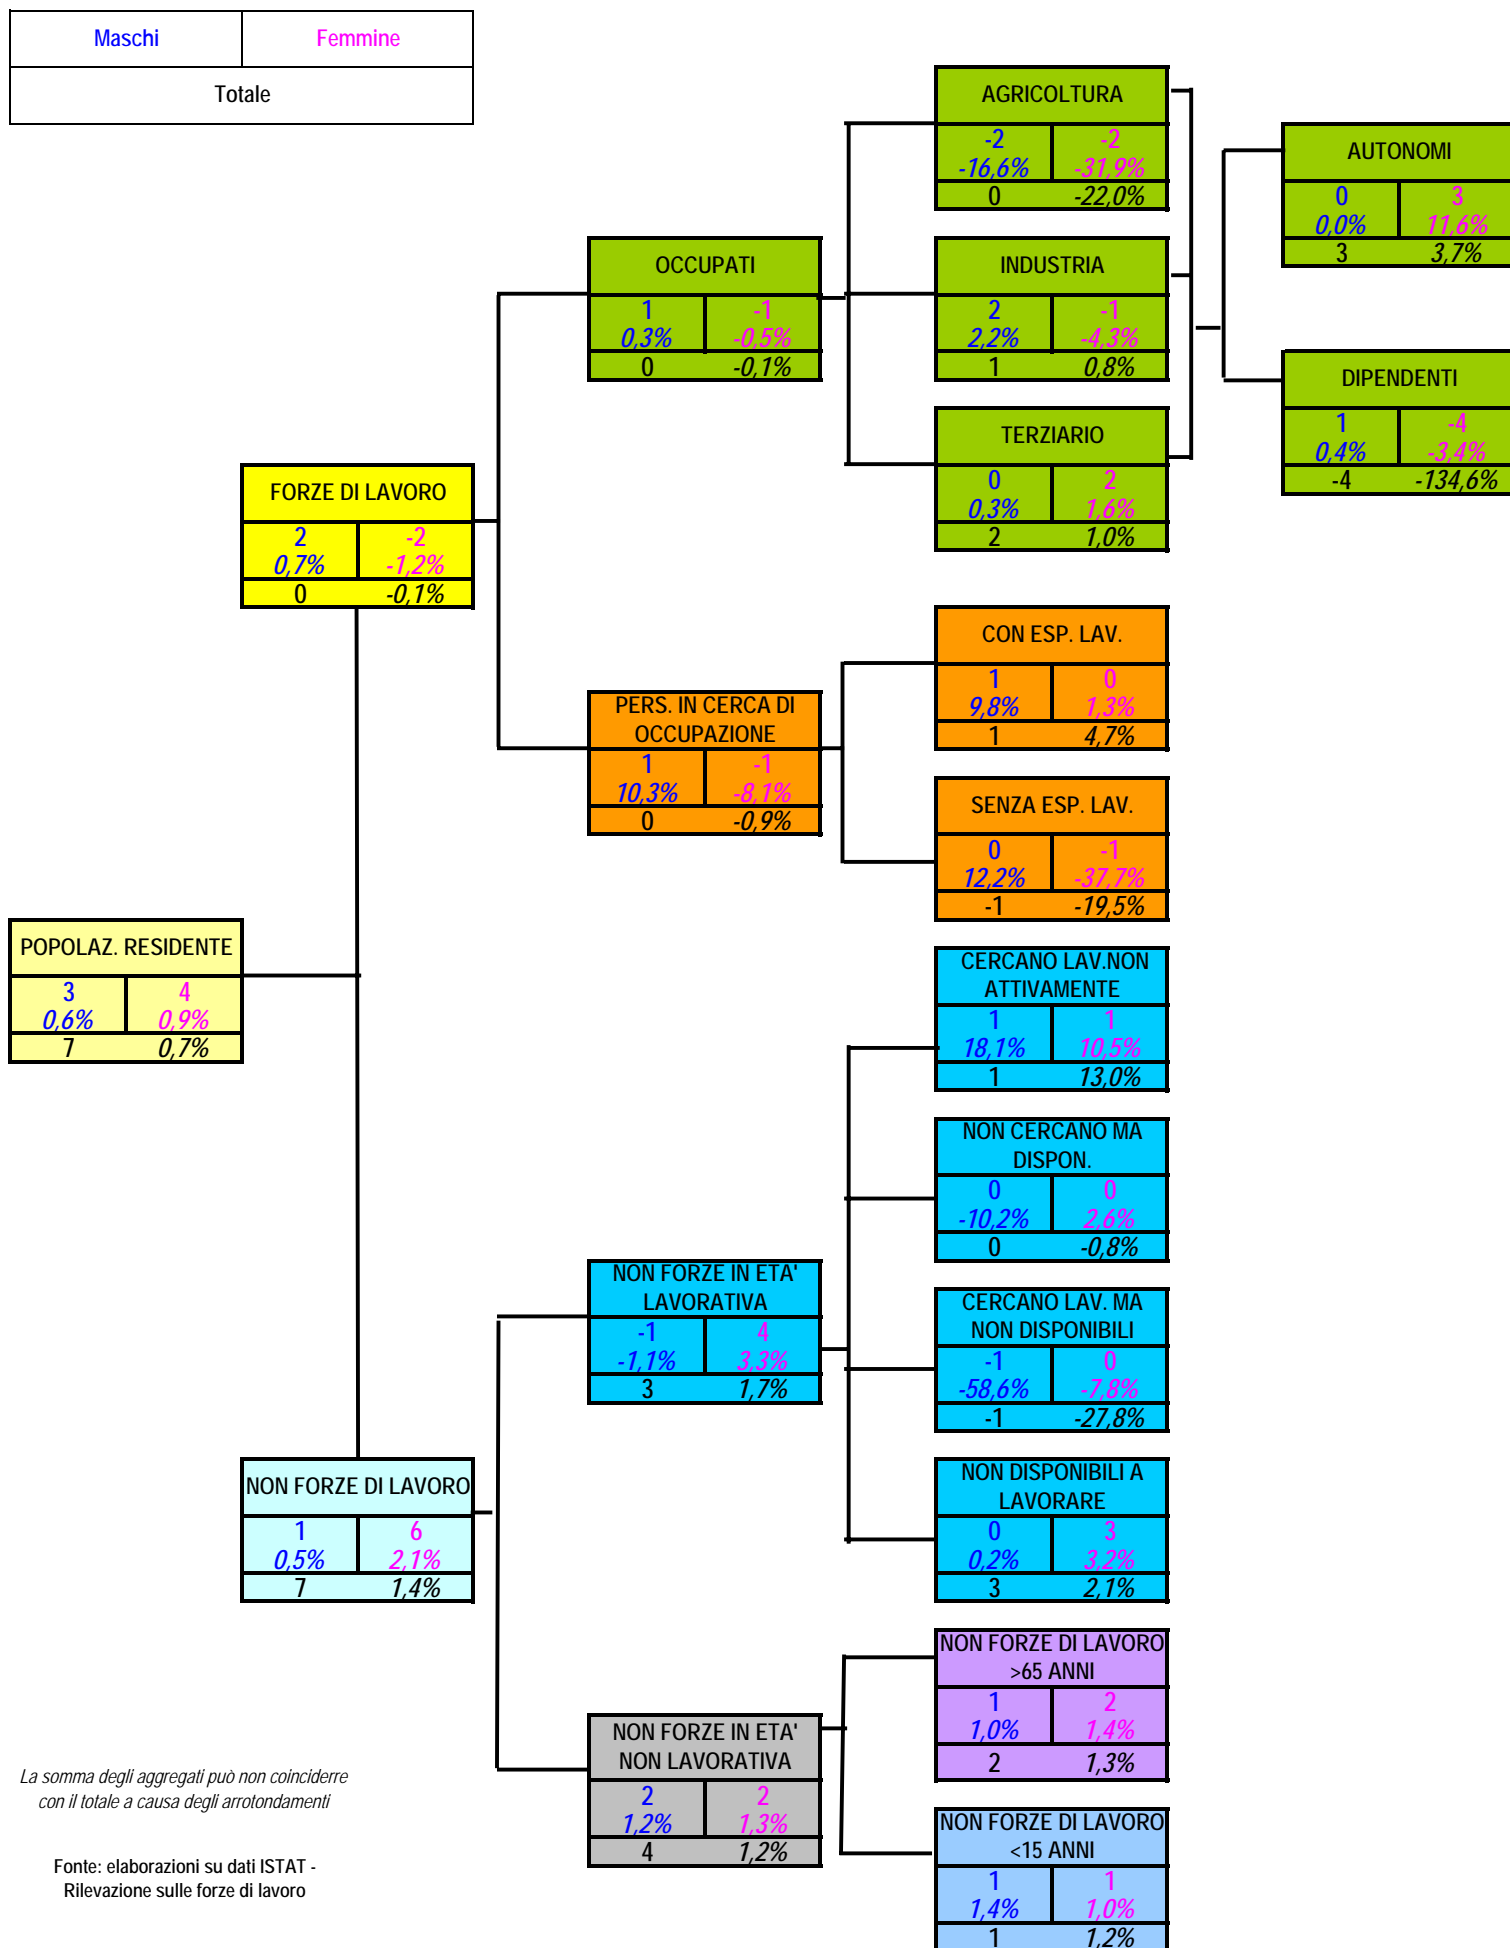 Maschi Femmine
Totale
AGRICOLTURA
-2 -2
-16,6% -31,9%
0 -22,0%
AUTONOMI
0 3
0,0% 11,6%
3 3,7%
OCCUPATI
1 -1
0,3% -0,5%
0 -0,1%
INDUSTRIA
2 -1
2,2% -4,3%
1 0,8%
DIPENDENTI
1 -4
0,4% -3,4%
-4 -134,6%
TERZIARIO
0 2
0,3% 1,6%
2 1,0%
FORZE DI LAVORO
2 -2
0,7% -1,2%
0 -0,1%
CON ESP. LAV.
1 0
9,8% 1,3%
1 4,7%
PERS. IN CERCA DI
OCCUPAZIONE
1 -1
10,3% -8,1%
0 -0,9%
SENZA ESP. LAV.
0 -1
12,2% -37,7%
-1 -19,5%
POPOLAZ. RESIDENTE
3 4
0,6% 0,9%
7 0,7%
CERCANO LAV.NON
ATTIVAMENTE
1 1
18,1% 10,5%
1 13,0%
NON CERCANO MA
DISPON.
0 0
-10,2% 2,6%
0 -0,8%
NON FORZE IN ETA'
LAVORATIVA
-1 4
-1,1% 3,3%
3 1,7%
CERCANO LAV. MA
NON DISPONIBILI
-1 0
-58,6% -7,8%
-1 -27,8%
NON FORZE DI LAVORO
1 6
0,5% 2,1%
7 1,4%
NON DISPONIBILI A
LAVORARE
0 3
0,2% 3,2%
3 2,1%
NON FORZE DI LAVORO
>65 ANNI
1 2
1,0% 1,4%
2 1,3%
NON FORZE IN ETA'
NON LAVORATIVA
2 2
1,2% 1,3%
4 1,2%
NON FORZE DI LAVORO
<15 ANNI
1 1
1,4% 1,0%
1 1,2%
La somma degli aggregati può non coinciderre
con il totale a causa degli arrotondamenti
Fonte: elaborazioni su dati ISTAT -
Rilevazione sulle forze di lavoro